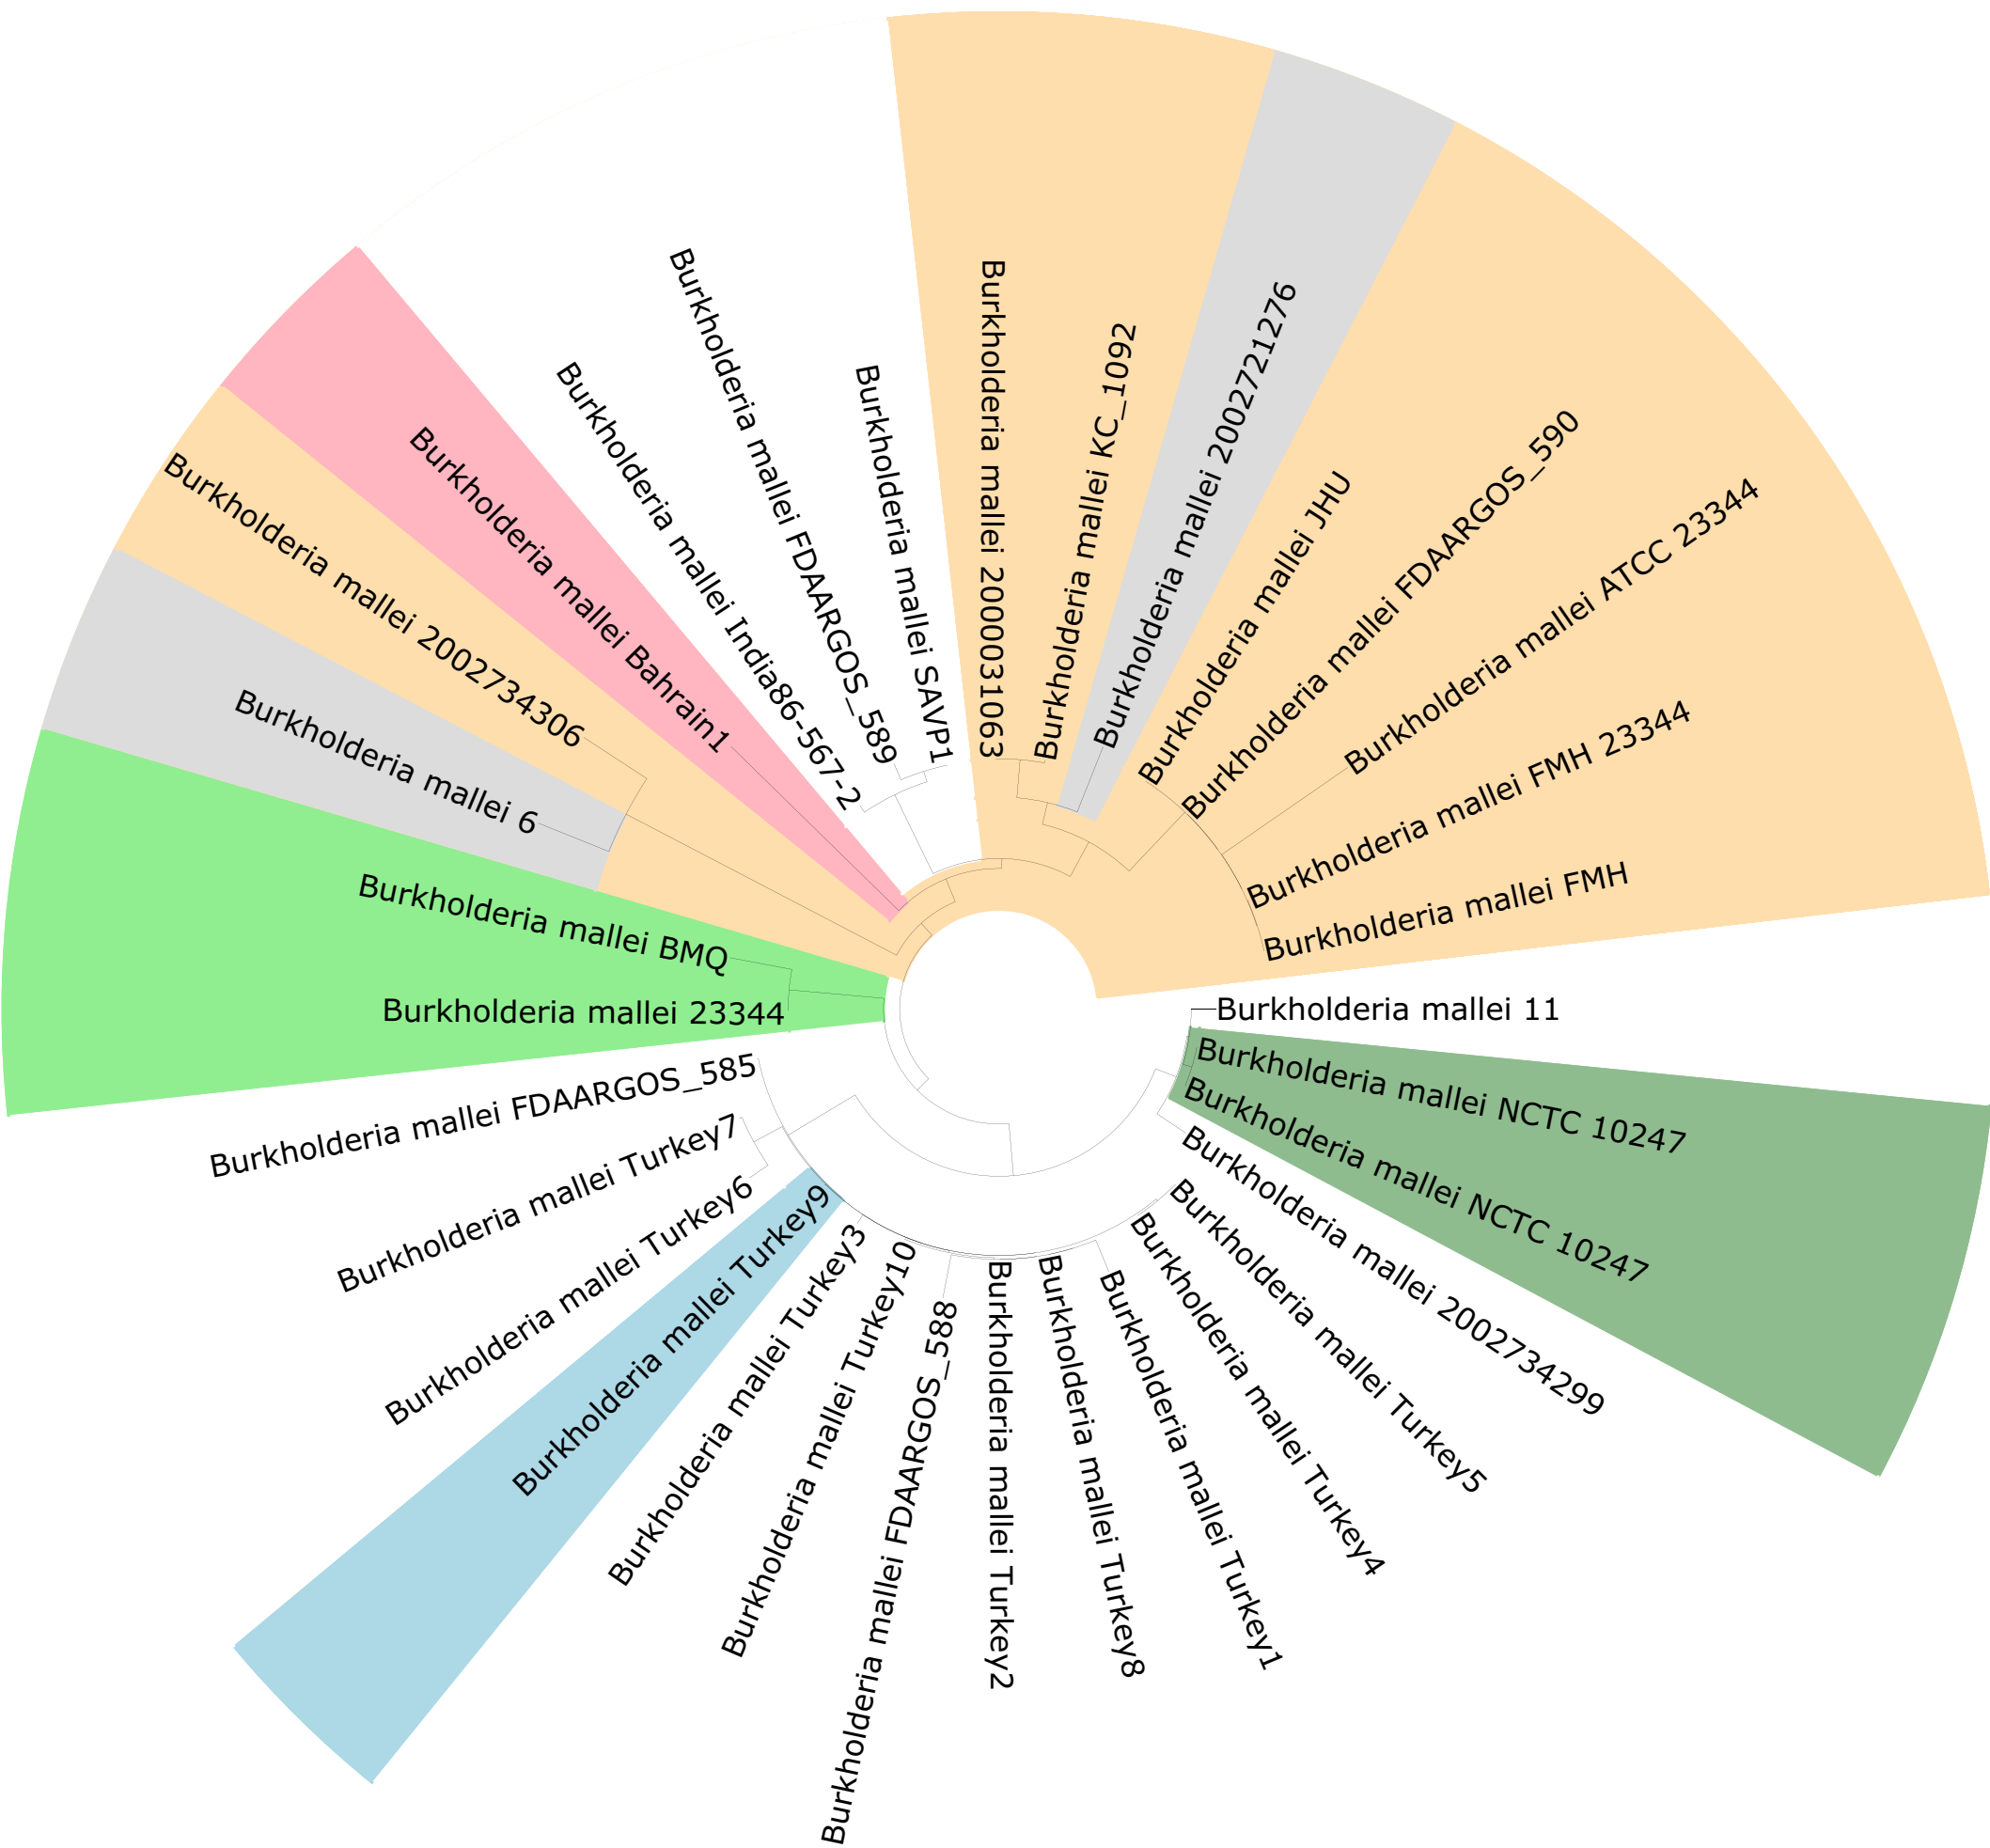 Burkholderia mallei 2000031063
Burkholderia mallei KC_1092
Burkholderia mallei 2002721276
Burkholderia mallei JHU
Burkholderia mallei FDAARGOS_590
Burkholderia mallei ATCC 23344
Burkholderia mallei FMH 23344
Burkholderia mallei FMH
Burkholderia mallei 11
Burkholderia mallei NCTC 10247
Burkholderia mallei NCTC 10247
Burkholderia mallei 2002734299
Burkholderia mallei Turkey5
Burkholderia mallei Turkey4
Burkholderia mallei Turkey1
Burkholderia mallei Turkey8
Burkholderia mallei Turkey2
Burkholderia mallei FDAARGOS_588
Burkholderia mallei Turkey10
Burkholderia mallei Turkey3
Burkholderia mallei Turkey9
Burkholderia mallei Turkey6
Burkholderia mallei Turkey7
Burkholderia mallei FDAARGOS_585
Burkholderia mallei 23344
Burkholderia mallei BMQ
Burkholderia mallei 6
Burkholderia mallei 2002734306
Burkholderia mallei Bahrain1
Burkholderia mallei India86-567-2
Burkholderia mallei FDAARGOS_589
Burkholderia mallei SAVP1